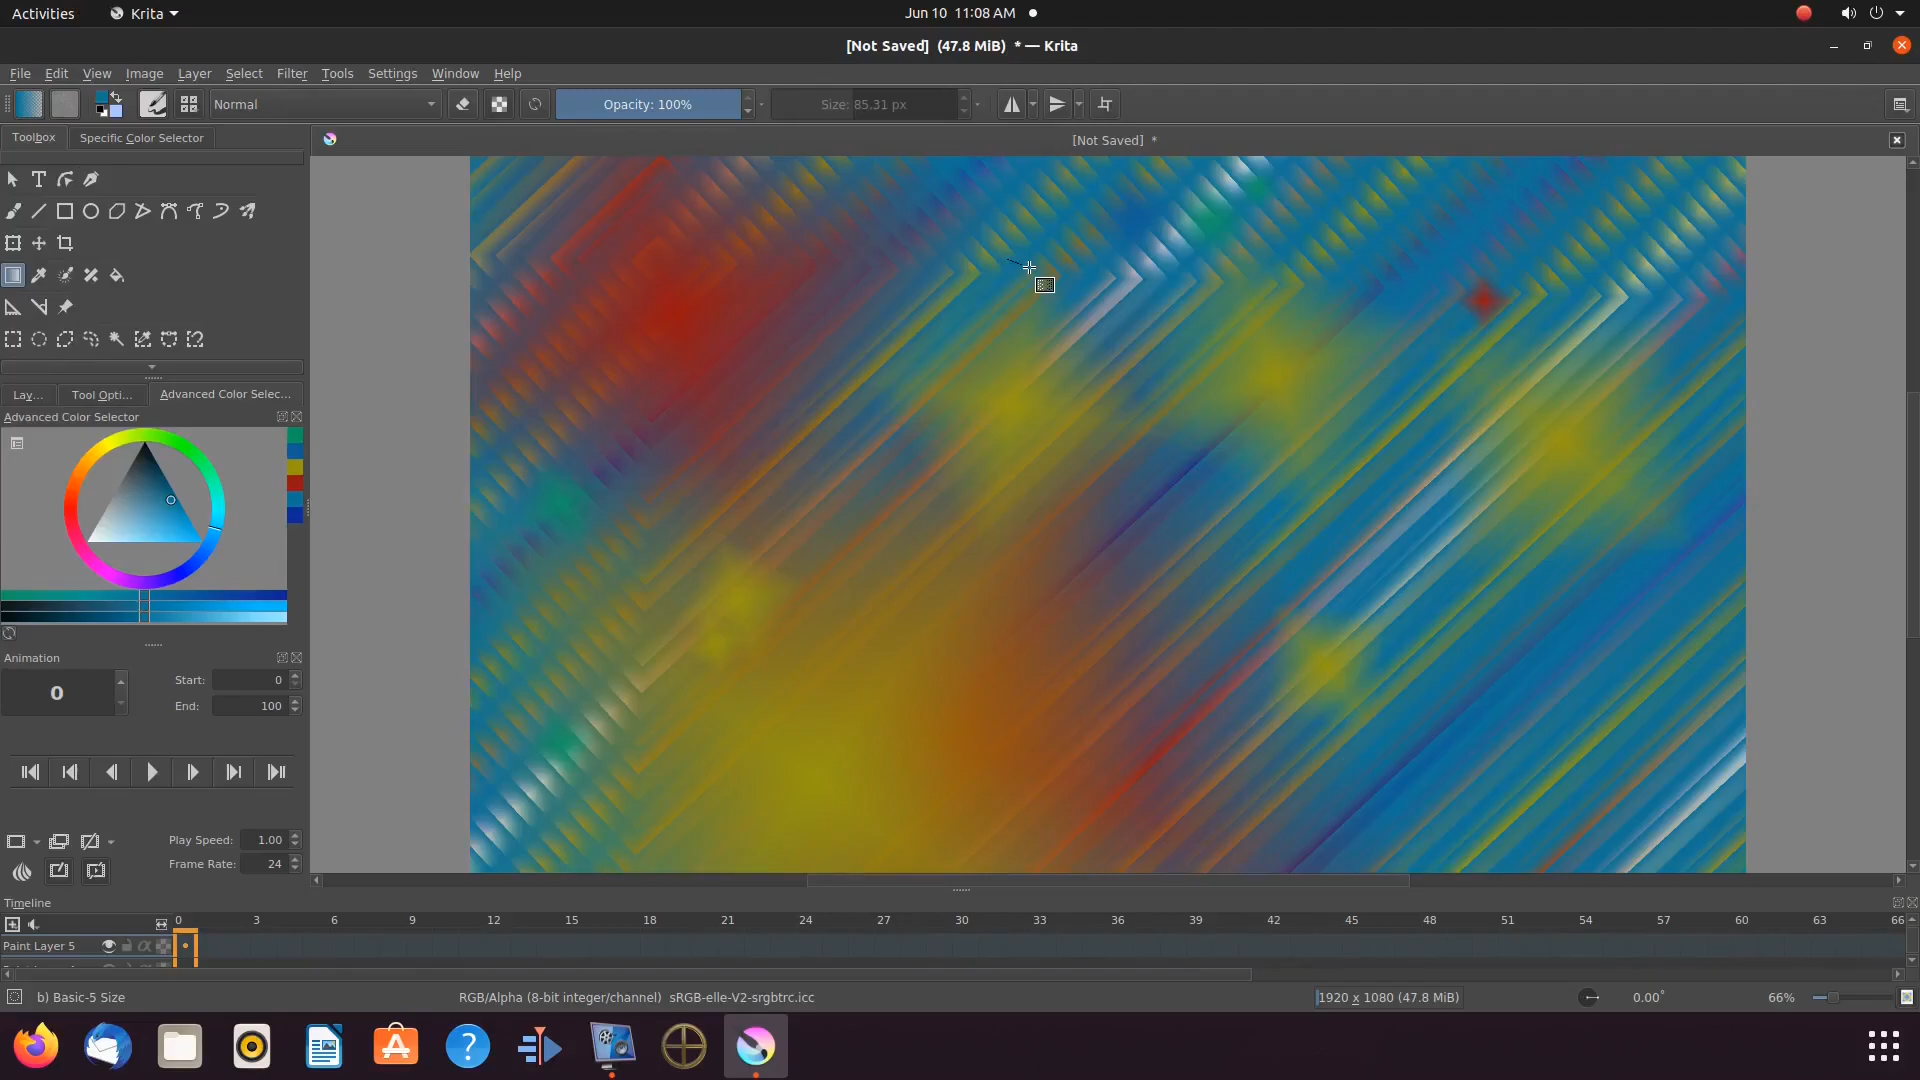 Activities Krita Jun 10 11:08 AM
[Not Saved] (47.8 MiB) * — Krita
File Edit View Image Layer Select Filter Tools Settings Window Help
Normal Opacity: 100% Size: 85.31 px
Toolbox Specific Color Selector [Not Saved] *
Lay... Tool Opti... Advanced Color Selec...
Advanced Color Selector
Animation
0 Start: 0
End: 100
Play Speed: 1.00
Frame Rate: 24
Timeline
0 3 6 9 12 15 18 21 24 27 30 33 36 39 42 45 48 51 54 57 60 63 66
Paint Layer 5
b) Basic-5 Size RGB/Alpha (8-bit integer/channel) sRGB-elle-V2-srgbtrc.icc 1920 x 1080 (47.8 MiB) 0.00° 66%